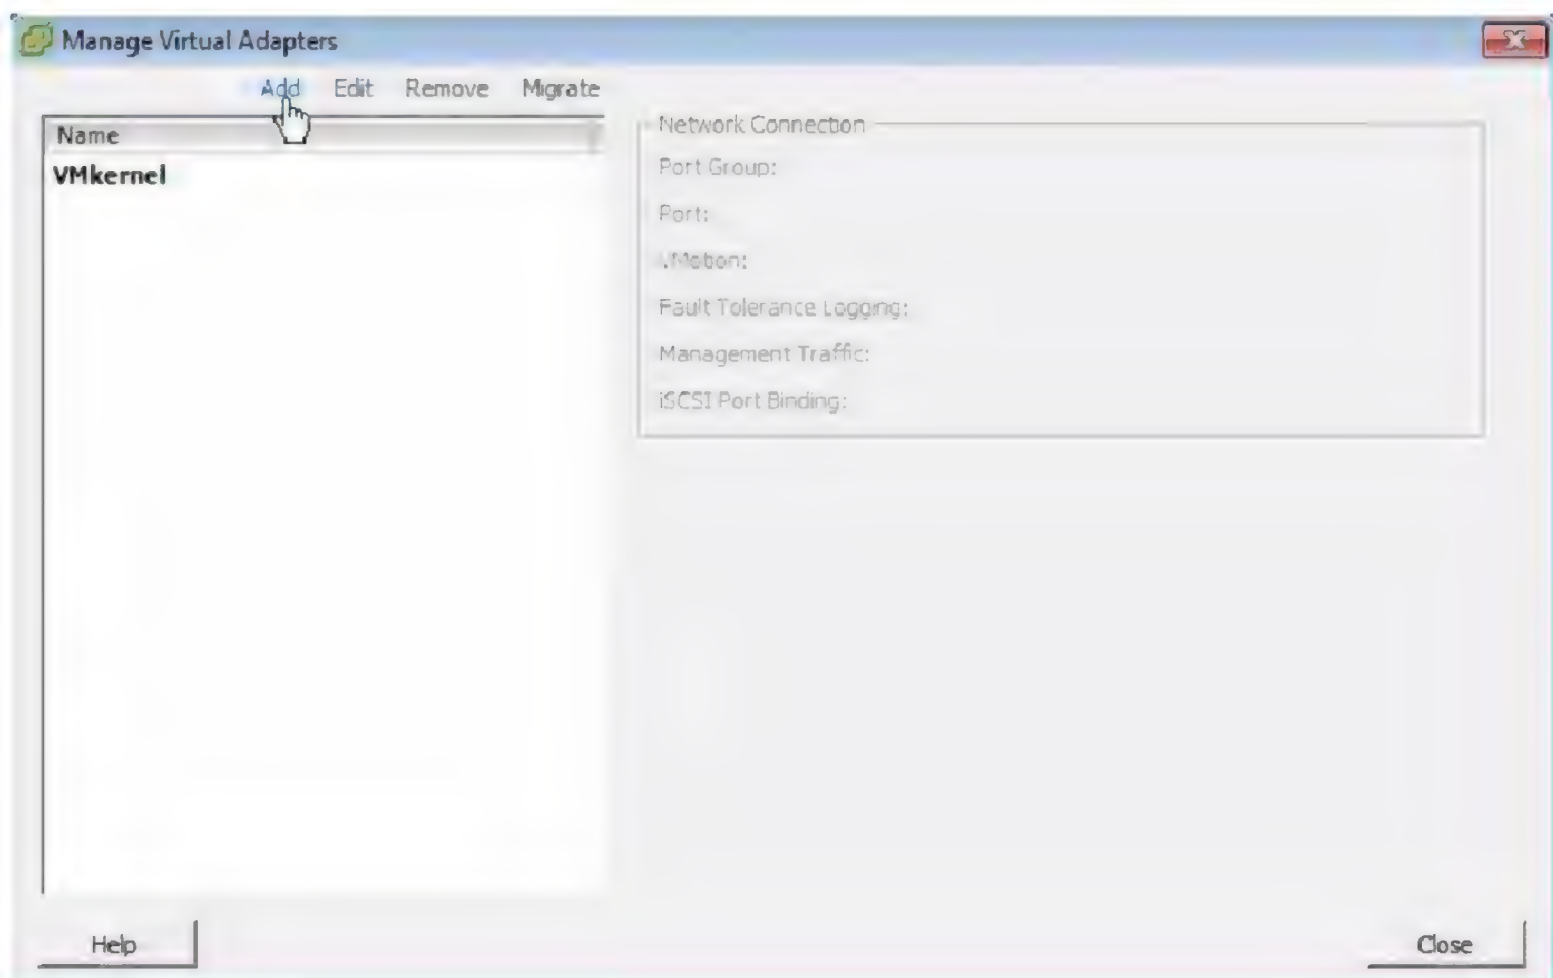 Manage Virtual Adapters
Add Edit Remove Migrate
Name
VMkernel
Network Connection
Port Group:
Port:
vMotion:
Fault Tolerance Logging:
Management Traffic:
iSCSI Port Binding:
Help
Close